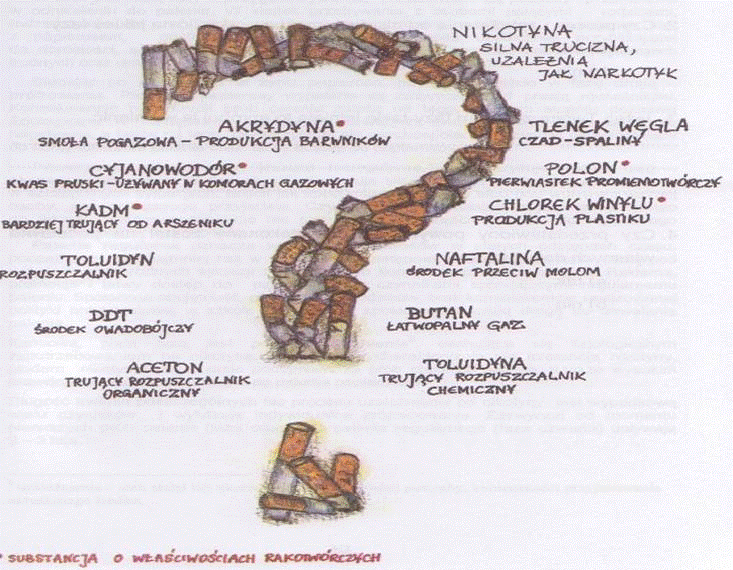 NIKOTYNA
SILNA TRUCIZNA,
UZALEŻNIA
JAK NARKOTYK
AKRYDYNA•
SMOŁA POGAZOWA – PRODUKCJA BARWNIKÓW
TLENEK WĘGLA
CZAD – SPALINY
CYJANOWODÓR•
KWAS PRUSKI – UŻYWANY W KOMORACH GAZOWYCH
POLON•
PIERWIASTEK PROMIENIOTWÓRCZY
KADM•
BARDZIEJ TRUJĄCY OD ARSZENIKU
CHLOREK WINYLU•
PRODUKCJA PLASTIKU
TOLUIDYN
ROZPUSZCZALNIK
NAFTALINA
ŚRODEK PRZECIW MOLOM
DDT
ŚRODEK OWADOBÓJCZY
BUTAN
ŁATWOPALNY GAZ
ACETON
TRUJĄCY ROZPUSZCZALNIK
ORGANICZNY
TOLUIDYNA
TRUJĄCY ROZPUSZCZALNIK
CHEMICZNY
• SUBSTANCJA O WŁAŚCIWOŚCIACH RAKOTWÓRCZYCH